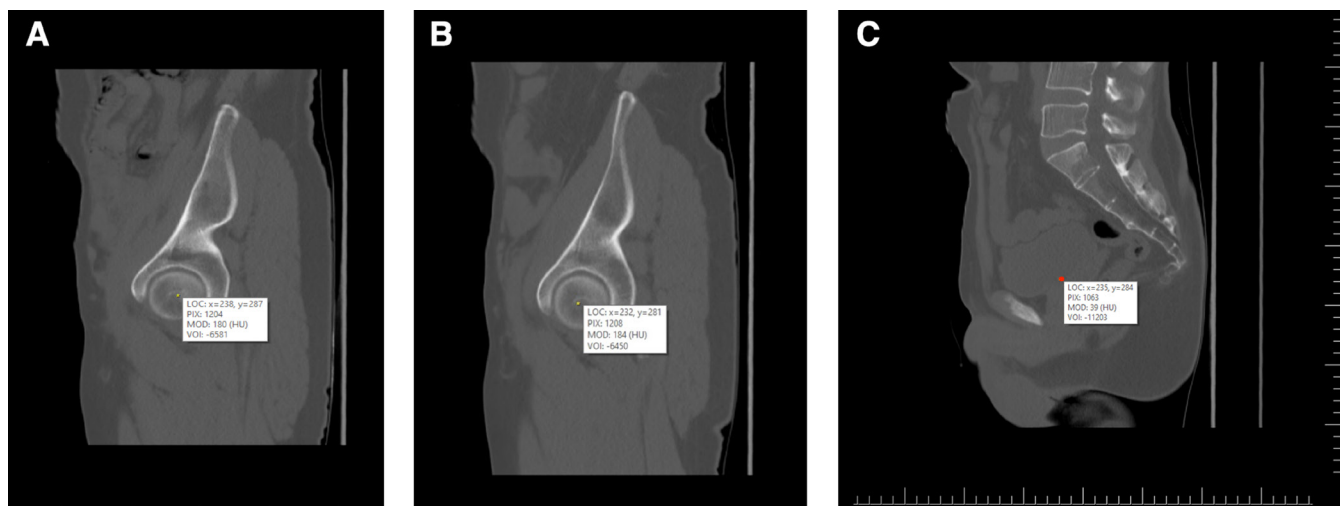 A
LOC: x=238, y=287
PIX: 1204
MOD: 180 (HU)
VOI: -6581
B
LOC: x=232, y=281
PIX: 1208
MOD: 184 (HU)
VOI: -6450
C
LOC: x=235, y=284
PIX: 1063
MOD: 39 (HU)
VOI: -11203